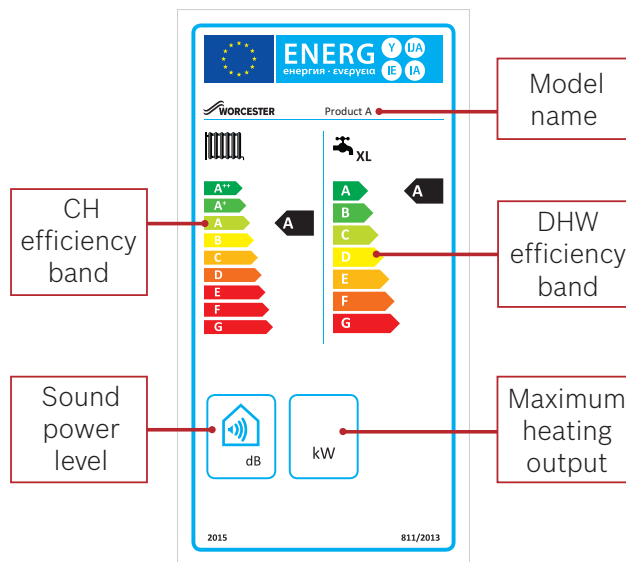 ENERG
енергия · ενεργεια
Y IJA
IE IA
WORCESTER
Product A
Model
name
XL
A++
A+
A
B
C
D
E
F
G
A
A
B
C
D
E
F
G
A
CH
efficiency
band
DHW
efficiency
band
Sound
power
level
dB
kW
Maximum
heating
output
2015
811/2013